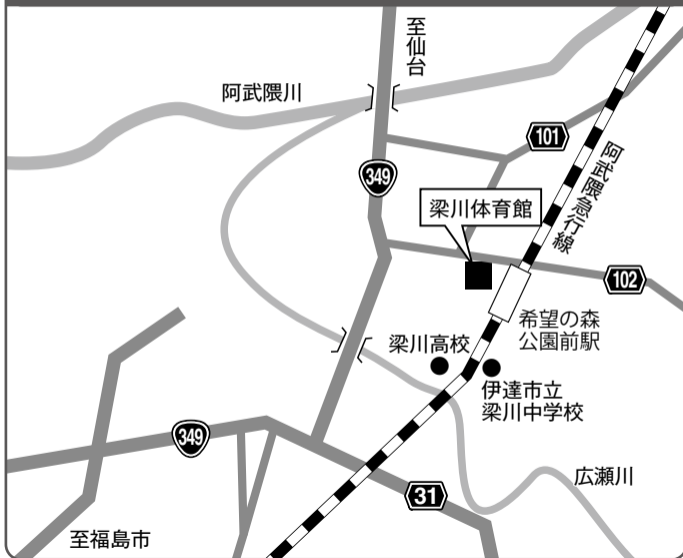 至仙台
阿武隈川
101
阿武隈急行線
349
梁川体育館
102
希望の森
公園前駅
梁川高校
伊達市立
梁川中学校
349
31
広瀬川
至福島市